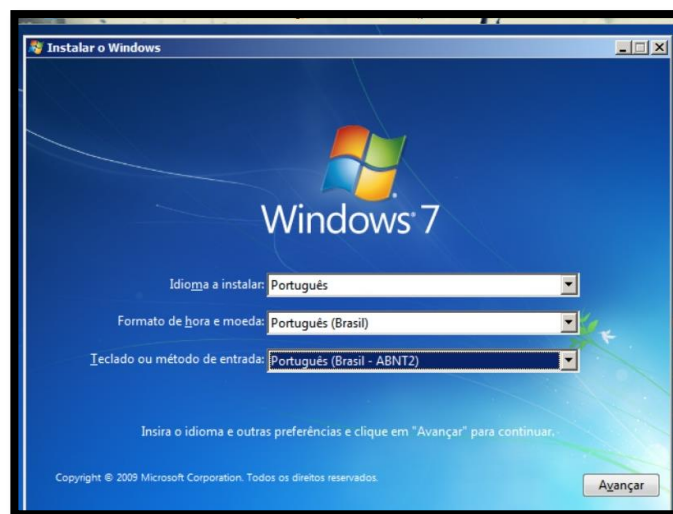 Instalar o Windows
Windows 7
Idioma a instalar: Português
Formato de hora e moeda: Português (Brasil)
Teclado ou método de entrada: Português (Brasil - ABNT2)
Insira o idioma e outras preferências e clique em "Avançar" para continuar.
Copyright © 2009 Microsoft Corporation. Todos os direitos reservados.
Avançar